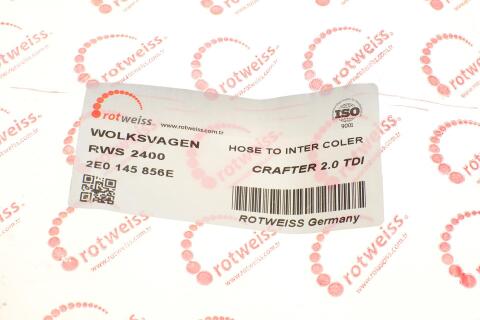 rotweiss
www.rotweiss.com.tr
WOLKSVAGEN
RWS 2400
2E0 145 856E
ISO
9001
HOSE TO INTER COLER
CRAFTER 2.0 TDI
ROTWEISS Germany
rotweiss
www.rotweiss.com.tr